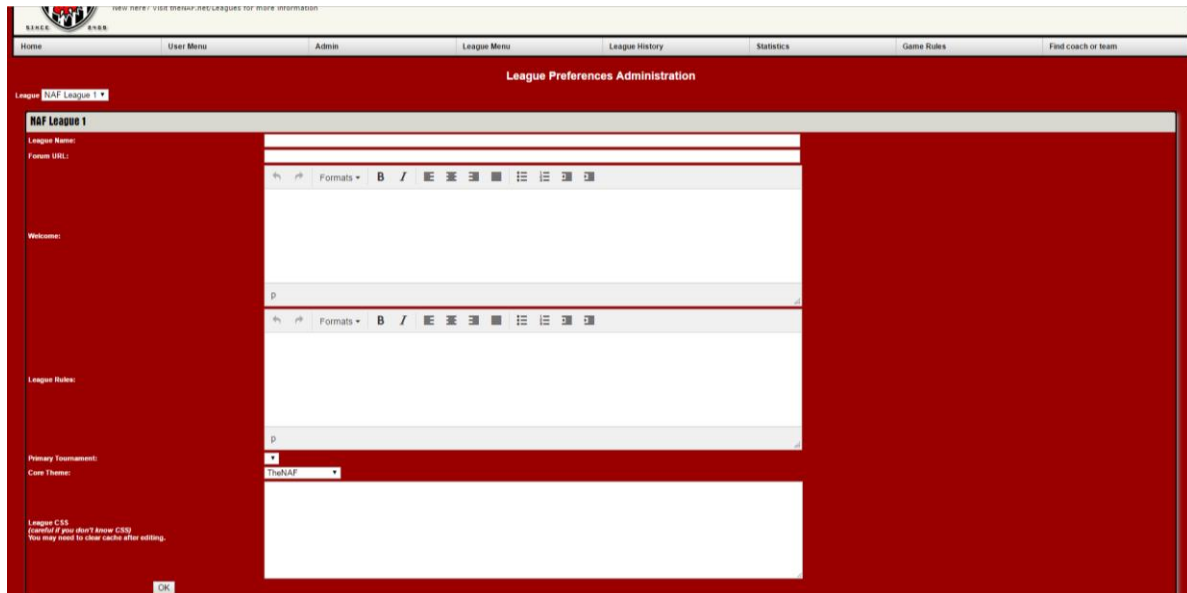 New here? Visit theNAF.net/Leagues for more information
SINCE 2488
Home User Menu Admin League Menu League History Statistics Game Rules Find coach or team
League Preferences Administration
League NAF League 1
NAF League 1
League Name:
Forum URL:
Formats B I
Welcome:
p
Formats B I
League Rules:
p
Primary Tournament:
Core Theme: TheNAF
League CSS
(careful if you don't know CSS)
You may need to clear cache after editing.
OK